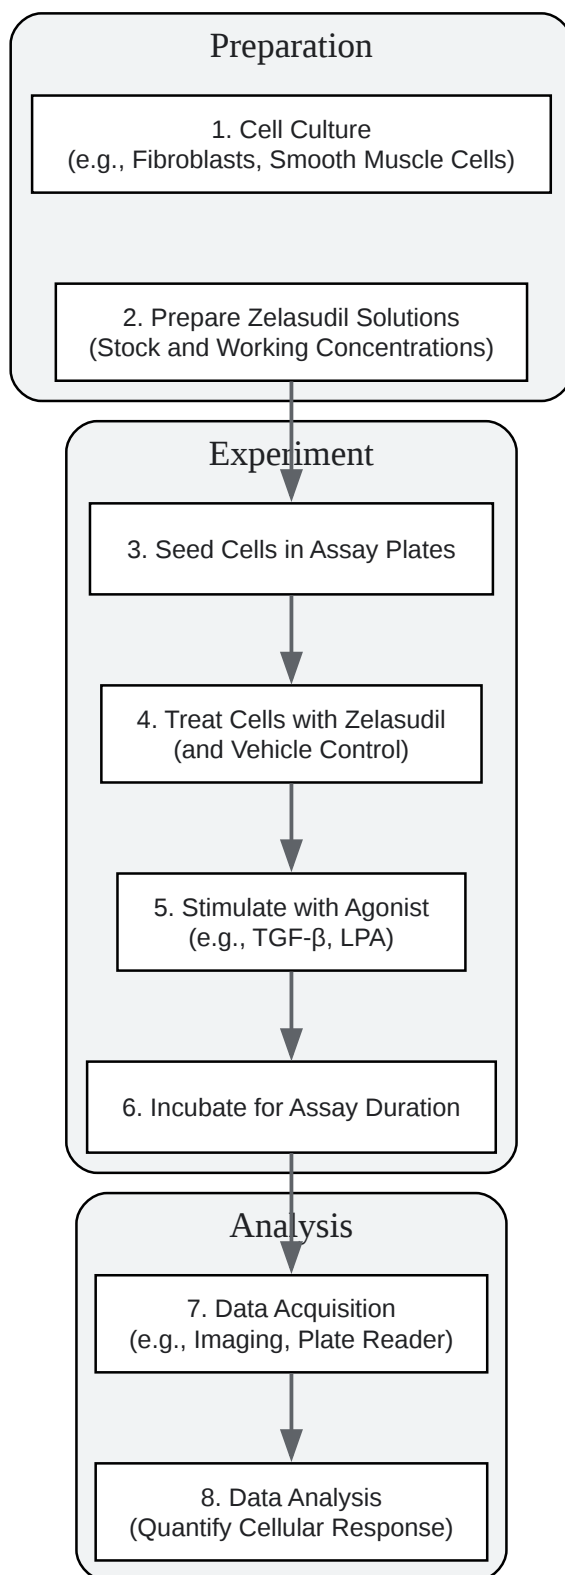 Preparation
1. Cell Culture
(e.g., Fibroblasts, Smooth Muscle Cells)
2. Prepare Zelasudil Solutions
(Stock and Working Concentrations)
Experiment
3. Seed Cells in Assay Plates
4. Treat Cells with Zelasudil
(and Vehicle Control)
5. Stimulate with Agonist
(e.g., TGF-β, LPA)
6. Incubate for Assay Duration
Analysis
7. Data Acquisition
(e.g., Imaging, Plate Reader)
8. Data Analysis
(Quantify Cellular Response)